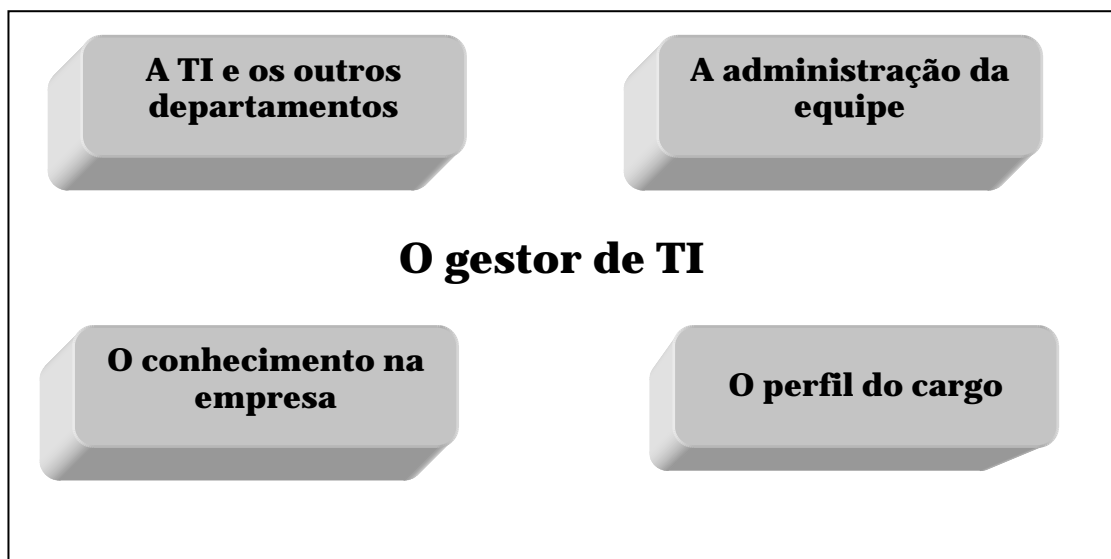 A TI e os outros
departamentos
A administração da
equipe
O gestor de TI
O conhecimento na
empresa
O perfil do cargo